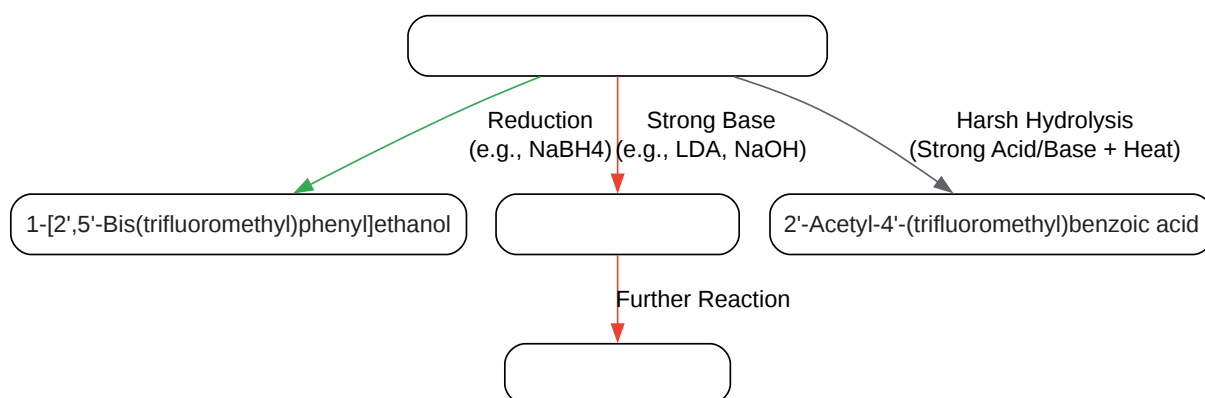 Reduction
(e.g., NaBH4)
Strong Base
(e.g., LDA, NaOH)
Harsh Hydrolysis
(Strong Acid/Base + Heat)
1-[2',5'-Bis(trifluoromethyl)phenyl]ethanol
2'-Acetyl-4'-(trifluoromethyl)benzoic acid
Further Reaction